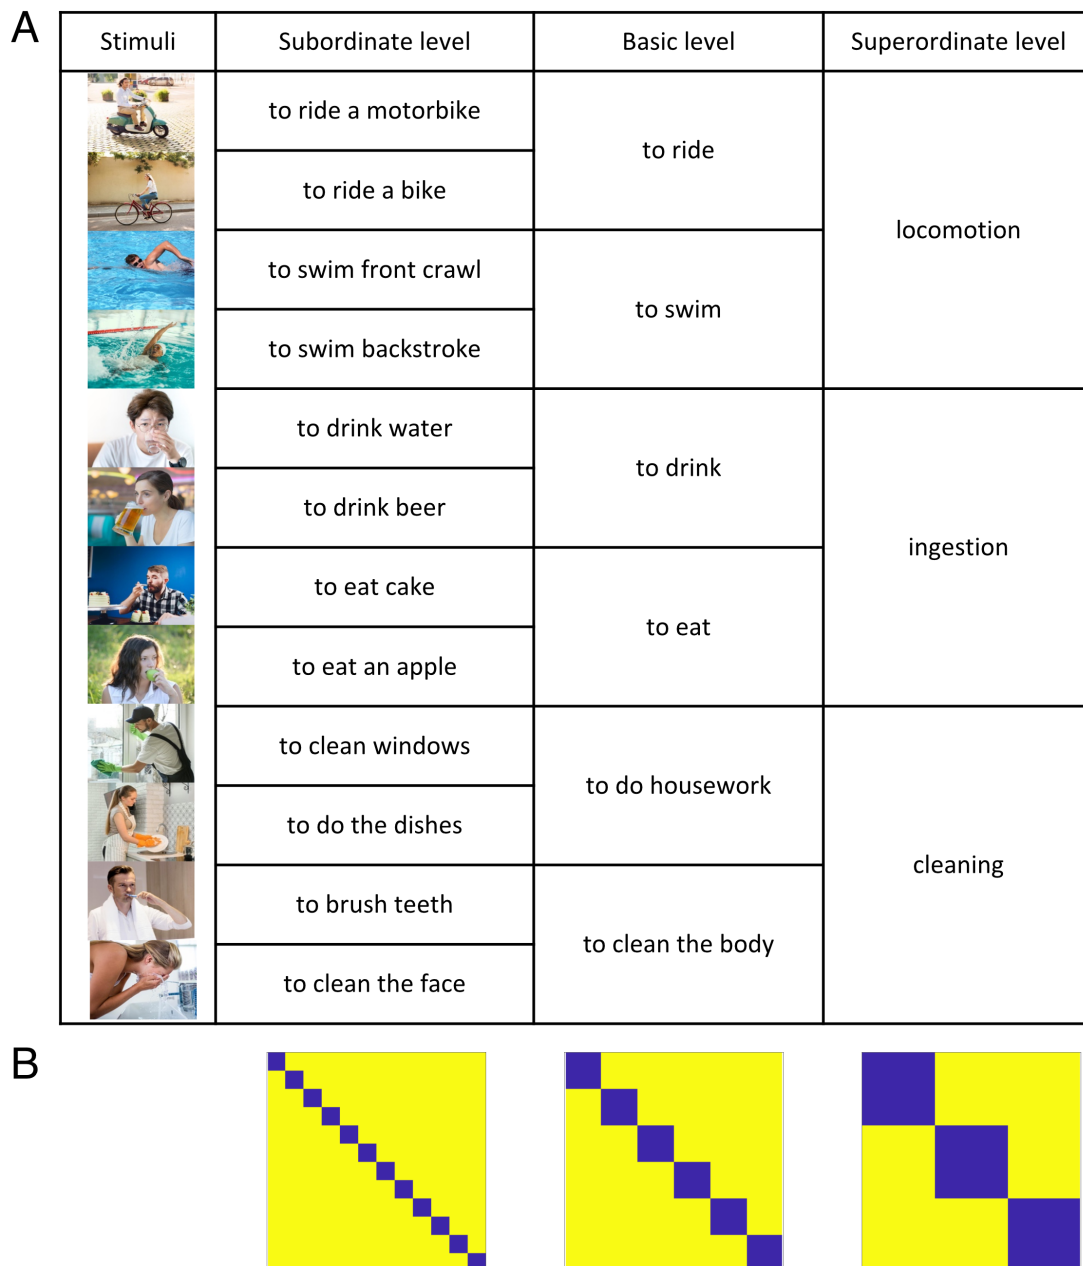 A
Stimuli Subordinate level Basic level Superordinate level
to ride a motorbike
to ride
to ride a bike
locomotion
to swim front crawl
to swim
to swim backstroke
to drink water
to drink
to drink beer
ingestion
to eat cake
to eat
to eat an apple
to clean windows
to do housework
to do the dishes
cleaning
to brush teeth
to clean the body
to clean the face
B